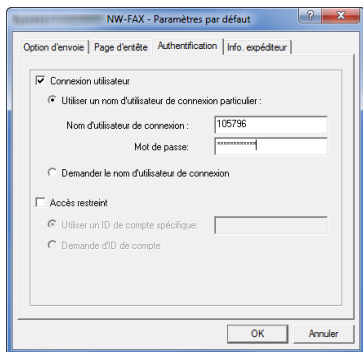 NW-FAX - Paramètres par défaut
Option d'envoie Page d'entête Authentification Info. expéditeur
Connexion utilisateur
Utiliser un nom d'utilisateur de connexion particulier :
Nom d'utilisateur de connexion : 105796
Mot de passe: ************
Demander le nom d'utilisateur de connexion
Accès restreint
Utiliser un ID de compte spécifique:
Demande d'ID de compte
OK Annuler